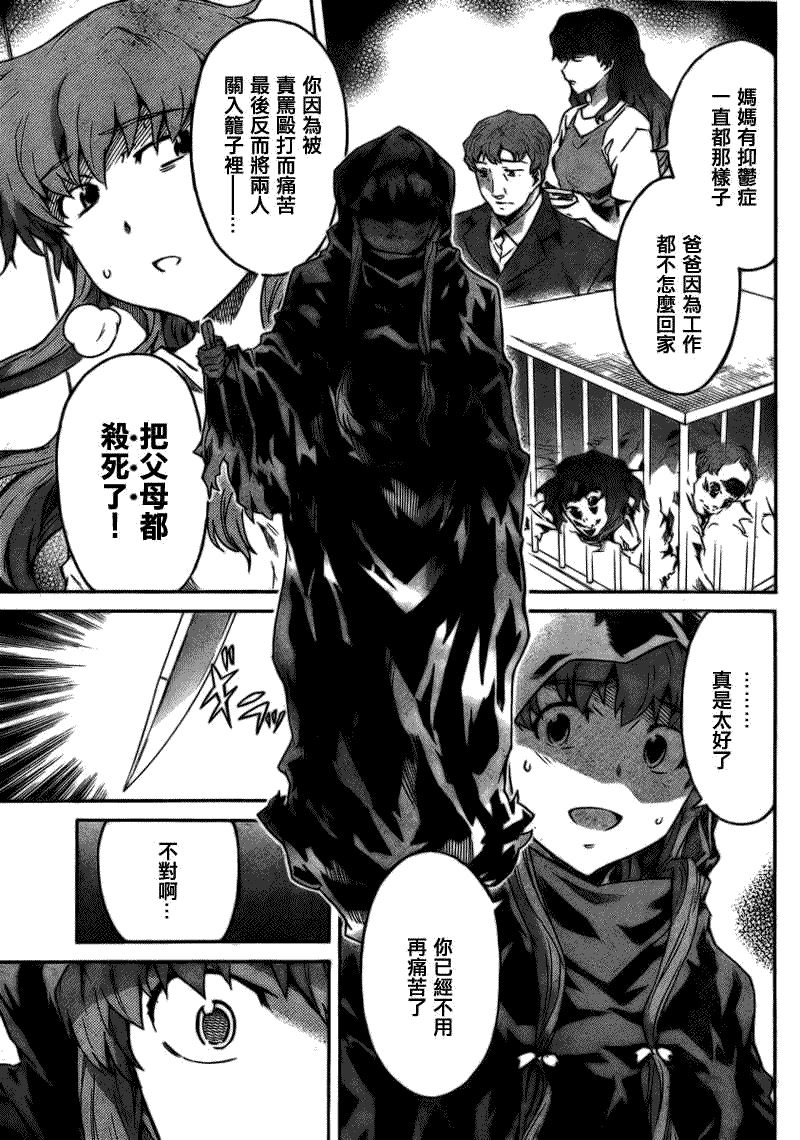 媽媽有抑鬱症
一直都那樣子
爸爸因為工作
都不怎麼回家
你因為被
責罵毆打而痛苦
最後反而將兩人
關入籠子裡──…
把父母都
殺死了！
………
真是太好了
你已經不用
再痛苦了
不對啊…